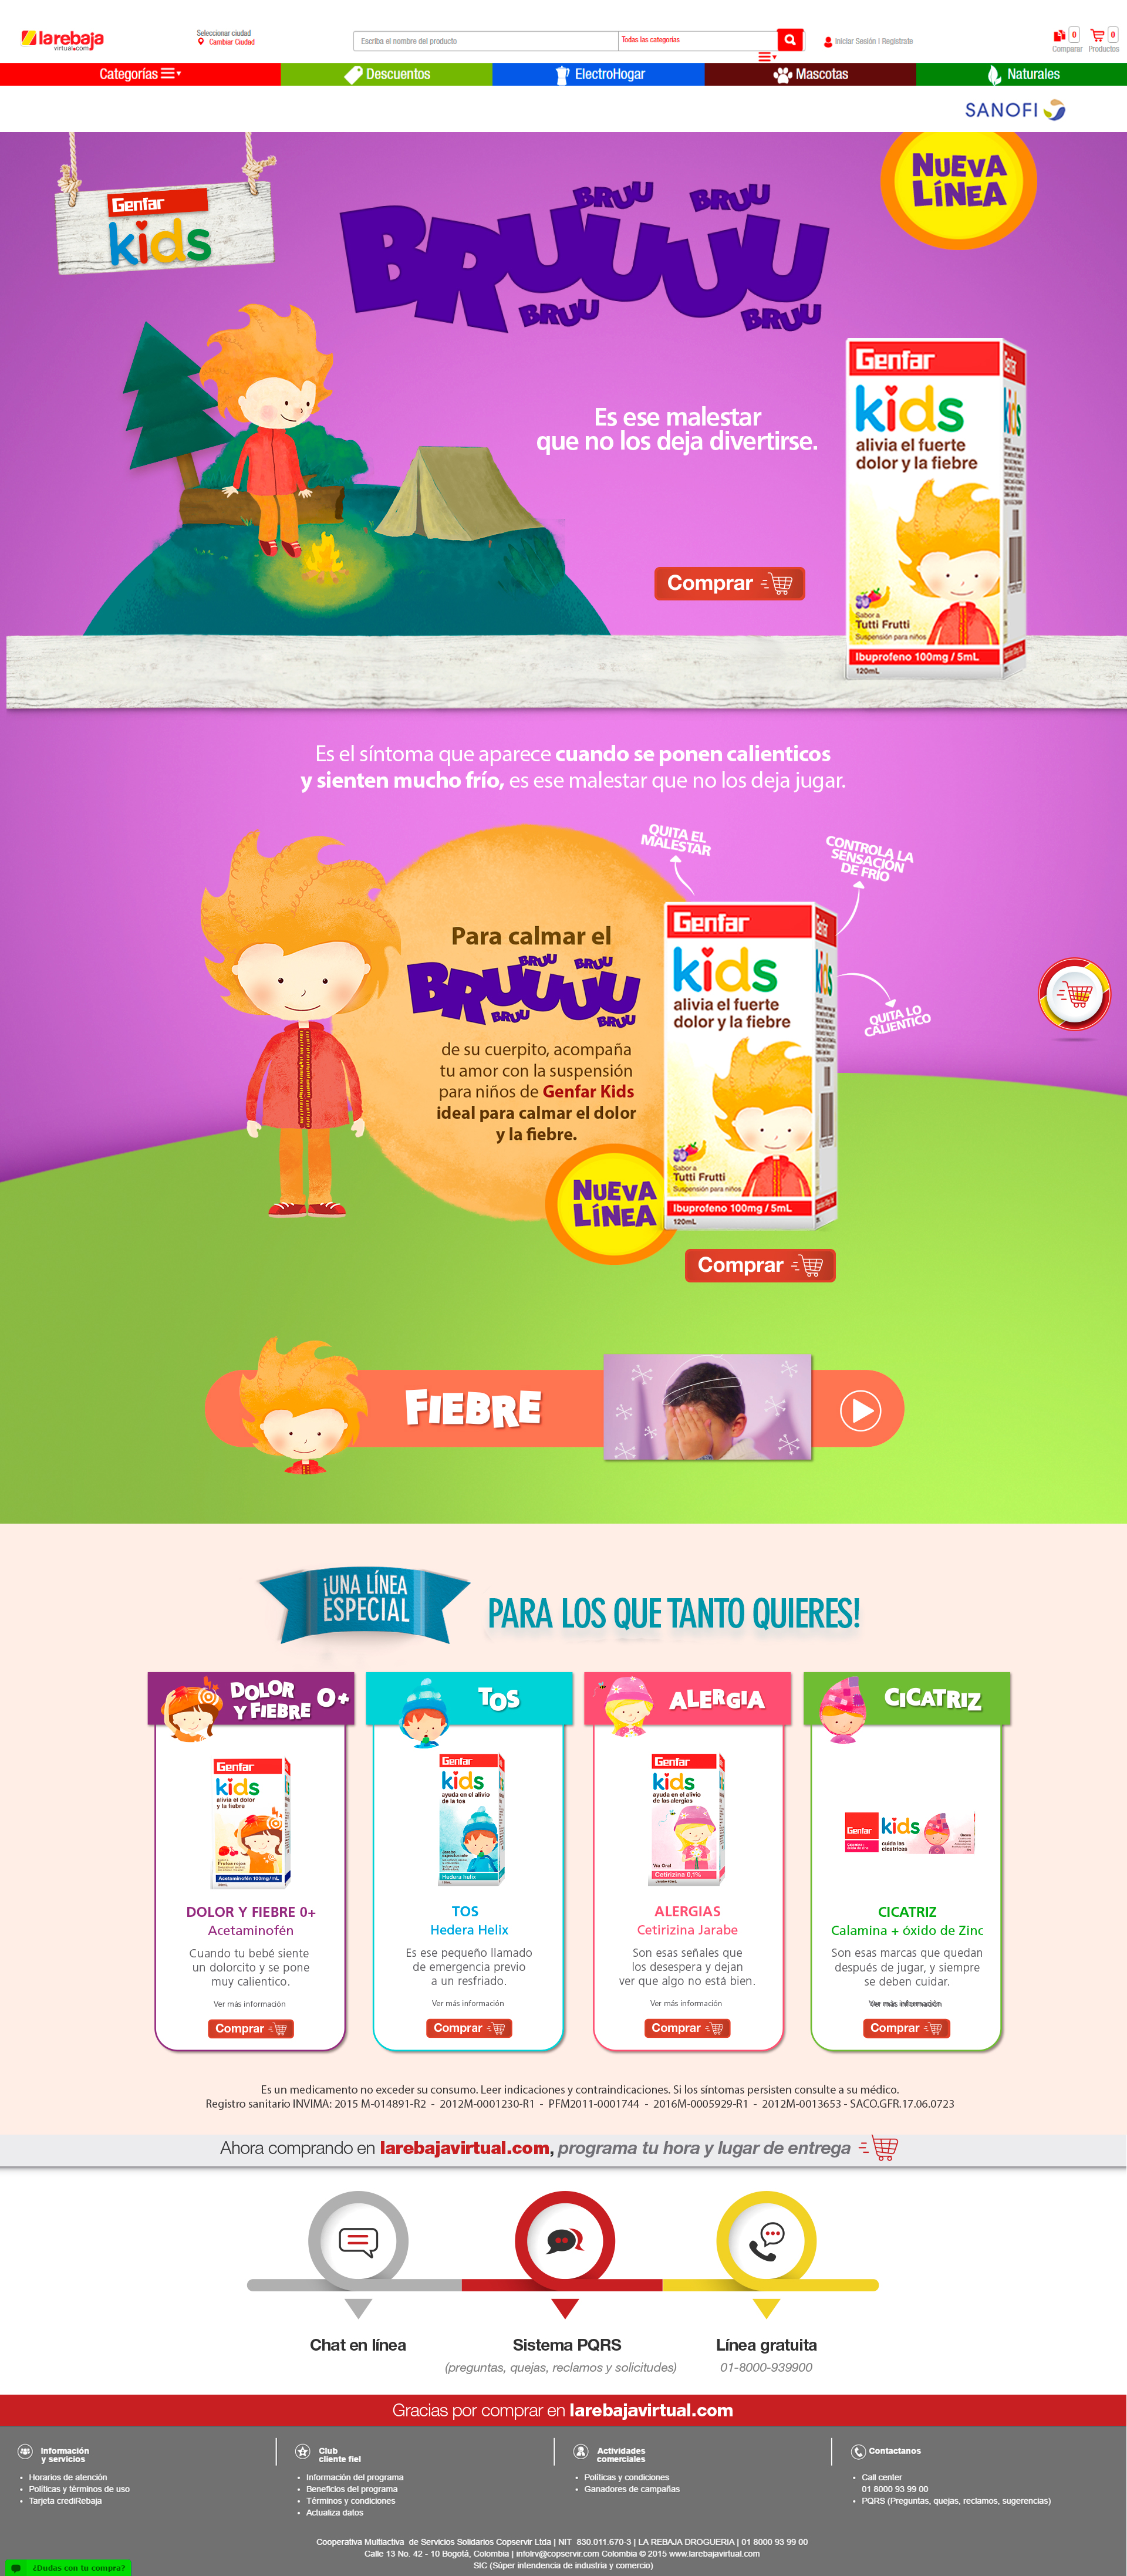 larebaja
virtual.com
Seleccionar ciudad
Cambiar Ciudad
Escriba el nombre del producto
Todas las categorías
Iniciar Sesión | Registrate
0
0
Comparar
Productos
Categorías
Descuentos
ElectroHogar
Mascotas
Naturales
SANOFI
Genfar
kids
NUEVA
LÍNEA
BRUU
BRUU
BRUUUU
BRUU
BRUU
Es ese malestar
que no los deja divertirse.
Comprar
Genfar
kids
alivia el fuerte
dolor y la fiebre
Sabor a
Tutti Frutti
Suspensión para niños
Ibuprofeno 100mg / 5mL
120mL
Genfar
kids
Es el síntoma que aparece cuando se ponen calienticos
y sienten mucho frío, es ese malestar que no los deja jugar.
QUITA EL
MALESTAR
CONTROLA LA
SENSACIÓN
DE FRÍO
QUITA LO
CALIENTICO
Para calmar el
BRUU
BRUU
BRUUUU
BRUU
BRUU
de su cuerpito, acompaña
tu amor con la suspensión
para niños de Genfar Kids
ideal para calmar el dolor
y la fiebre.
NUEVA
LÍNEA
Genfar
kids
alivia el fuerte
dolor y la fiebre
Sabor a
Tutti Frutti
Suspensión para niños
Ibuprofeno 100mg / 5mL
120mL
Genfar
kids
Comprar
FIEBRE
¡UNA LÍNEA
ESPECIAL
PARA LOS QUE TANTO QUIERES!
DOLOR
Y FIEBRE 0+
Genfar
kids
alivia el dolor
y la fiebre
Frutos rojos
Acetaminofén 100mg/mL
DOLOR Y FIEBRE 0+
Acetaminofén
Cuando tu bebé siente
un dolorcito y se pone
muy calientico.
Ver más información
Comprar
TOS
Genfar
kids
ayuda en el alivio
de la tos
Jarabe
expectorante
Hedera helix
TOS
Hedera Helix
Es ese pequeño llamado
de emergencia previo
a un resfriado.
Ver más información
Comprar
ALERGIA
Genfar
kids
ayuda en el alivio
de las alergias
Vía Oral
Cetirizina 0,1%
ALERGIAS
Cetirizina Jarabe
Son esas señales que
los desespera y dejan
ver que algo no está bien.
Ver más información
Comprar
CICATRIZ
Genfar
kids
cuida las
cicatrices
CICATRIZ
Calamina + óxido de Zinc
Son esas marcas que quedan
después de jugar, y siempre
se deben cuidar.
Ver más información
Comprar
Es un medicamento no exceder su consumo. Leer indicaciones y contraindicaciones. Si los síntomas persisten consulte a su médico.
Registro sanitario INVIMA: 2015 M-014891-R2 - 2012M-0001230-R1 - PFM2011-0001744 - 2016M-0005929-R1 - 2012M-0013653 - SACO.GFR.17.06.0723
Ahora comprando en larebajavirtual.com, programa tu hora y lugar de entrega
Chat en línea
Sistema PQRS
(preguntas, quejas, reclamos y solicitudes)
Línea gratuita
01-8000-939900
Gracias por comprar en larebajavirtual.com
Información
y servicios
• Horarios de atención
• Políticas y términos de uso
• Tarjeta crediRebaja
Club
cliente fiel
• Información del programa
• Beneficios del programa
• Términos y condiciones
• Actualiza datos
Actividades
comerciales
• Políticas y condiciones
• Ganadores de campañas
Contactanos
• Call center
01 8000 93 99 00
• PQRS (Preguntas, quejas, reclamos, sugerencias)
Cooperativa Multiactiva de Servicios Solidarios Copservir Ltda | NIT 830.011.670-3 | LA REBAJA DROGUERIA | 01 8000 93 99 00
Calle 13 No. 42 - 10 Bogotá, Colombia | infolrv@copservir.com Colombia © 2015 www.larebajavirtual.com
SIC (Súper intendencia de industria y comercio)
¿Dudas con tu compra?